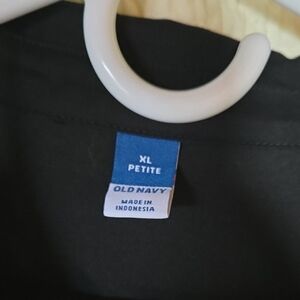 XL
PETITE
OLD NAVY
MADE IN
INDONESIA